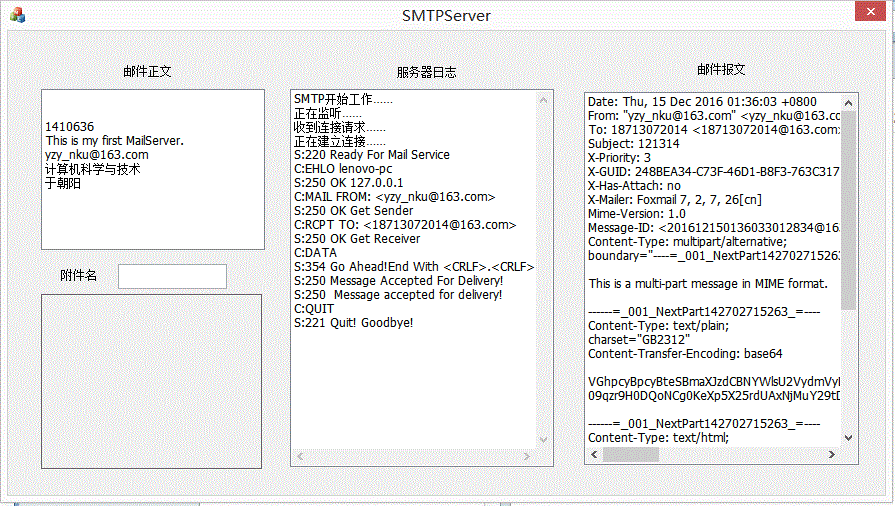 SMTPServer
邮件正文
1410636
This is my first MailServer.
yzy_nku@163.com
计算机科学与技术
于朝阳
附件名
服务器日志
SMTP开始工作......
正在监听......
收到连接请求......
正在建立连接......
S:220 Ready For Mail Service
C:EHLO lenovo-pc
S:250 OK 127.0.0.1
C:MAIL FROM: <yzy_nku@163.com>
S:250 OK Get Sender
C:RCPT TO: <18713072014@163.com>
S:250 OK Get Receiver
C:DATA
S:354 Go Ahead!End With <CRLF>.<CRLF>
S:250 Message Accepted For Delivery!
S:250  Message accepted for delivery!
C:QUIT
S:221 Quit! Goodbye!
邮件报文
Date: Thu, 15 Dec 2016 01:36:03 +0800
From: "yzy_nku@163.com" <yzy_nku@163.cc
To: 18713072014 <18713072014@163.com>
Subject: 121314
X-Priority: 3
X-GUID: 248BEA34-C73F-46D1-B8F3-763C317
X-Has-Attach: no
X-Mailer: Foxmail 7, 2, 7, 26[cn]
Mime-Version: 1.0
Message-ID: <201612150136033012834@16
Content-Type: multipart/alternative;
boundary="----=_001_NextPart142702715263
This is a multi-part message in MIME format.
------=_001_NextPart142702715263_=----
Content-Type: text/plain;
charset="GB2312"
Content-Transfer-Encoding: base64
VGhpcyBpcyBteSBmaXJzdCBNYWlsU2VydmVyI
09qzr9H0DQoNCg0KeXp5X25rdUAxNjMuY29tD
------=_001_NextPart142702715263_=----
Content-Type: text/html;